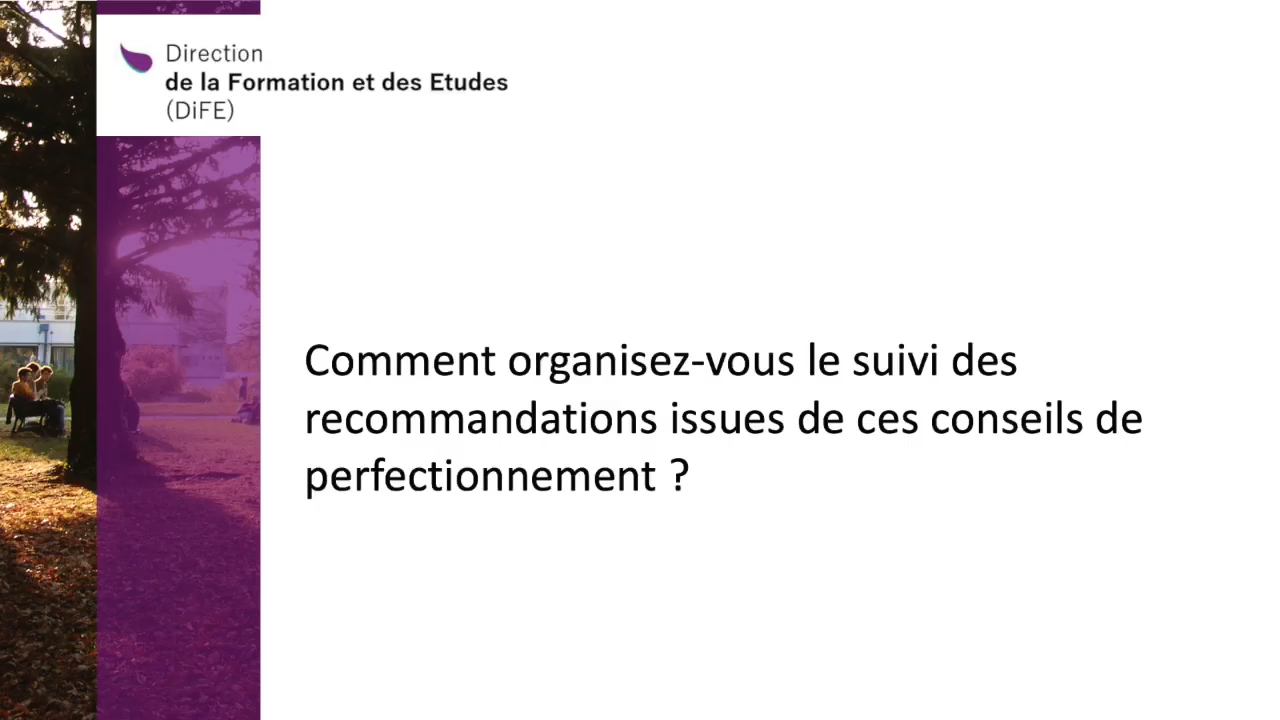 Direction
de la Formation et des Etudes
(DiFE)
Comment organisez-vous le suivi des
recommandations issues de ces conseils de
perfectionnement ?